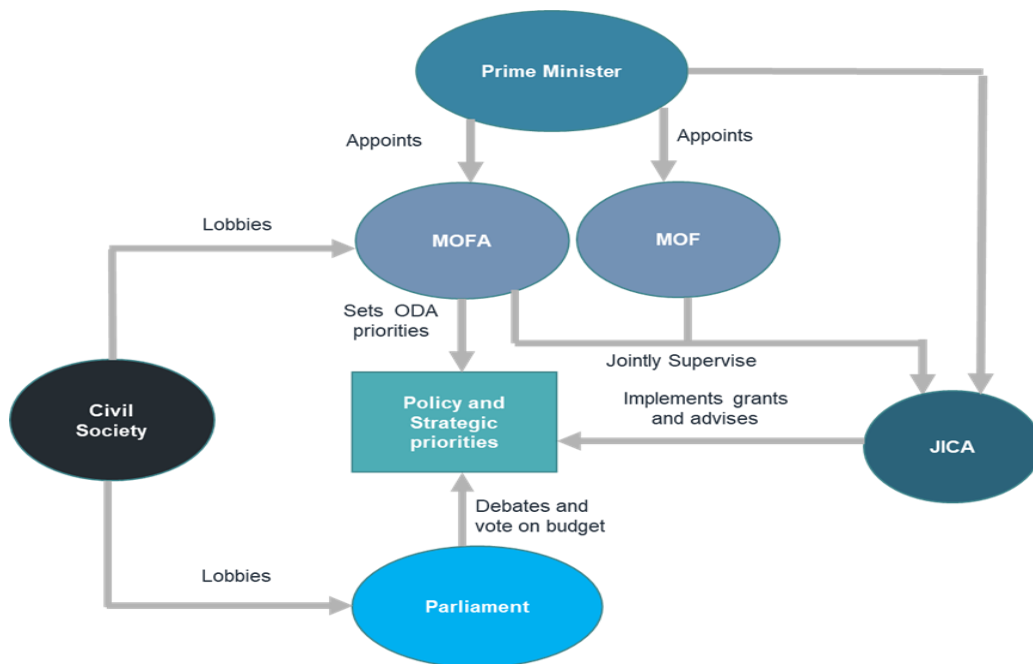 Prime Minister
Appoints
Appoints
Lobbies
MOFA
MOF
Sets ODA
priorities
Jointly Supervise
Civil
Society
Policy and
Strategic
priorities
Implements grants
and advises
JICA
Debates and
vote on budget
Lobbies
Parliament